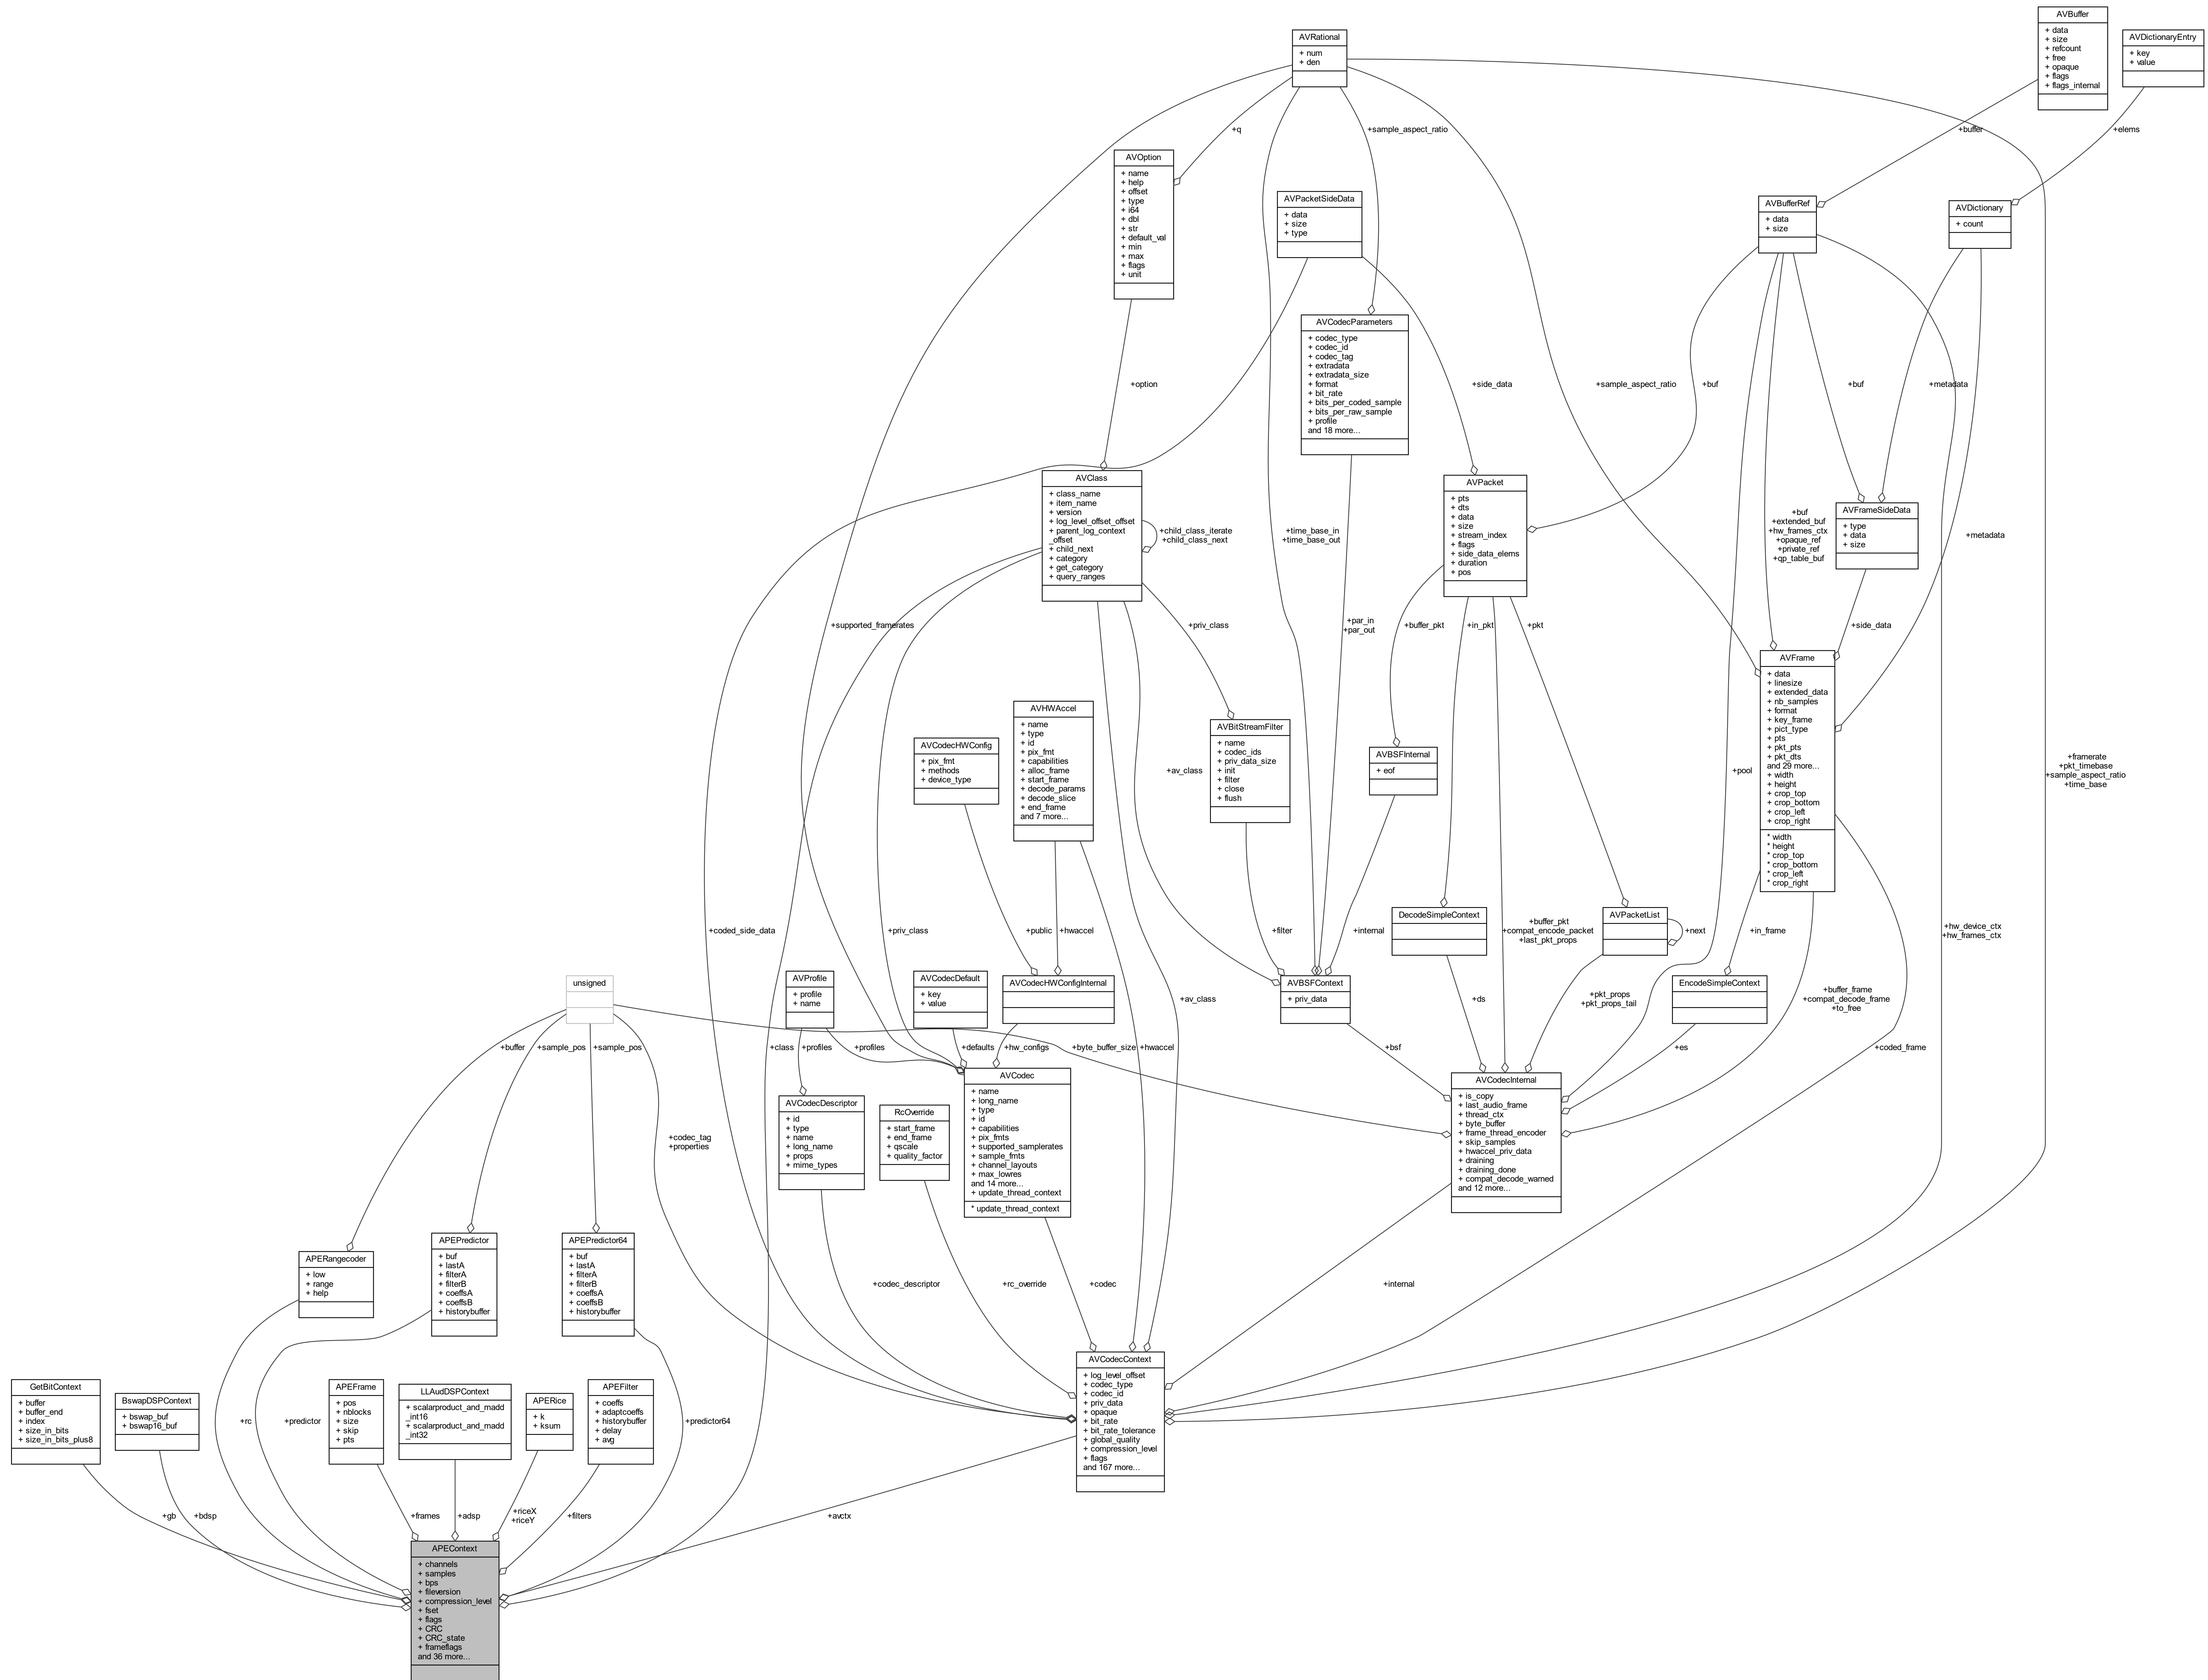 AVBuffer
+ data
+ size
+ refcount
+ free
+ opaque
+ flags
+ flags_internal
AVDictionaryEntry
+ key
+ value
AVRational
+ num
+ den
+buffer
+elems
+q
+sample_aspect_ratio
AVOption
+ name
+ help
+ offset
+ type
+ i64
+ dbl
+ str
+ default_val
+ min
+ max
+ flags
+ unit
AVPacketSideData
+ data
+ size
+ type
AVBufferRef
+ data
+ size
AVDictionary
+ count
AVCodecParameters
+ codec_type
+ codec_id
+ codec_tag
+ extradata
+ extradata_size
+ format
+ bit_rate
+ bits_per_coded_sample
+ bits_per_raw_sample
+ profile
and 18 more...
+option
+side_data
+sample_aspect_ratio
+buf
+buf
+metadata
AVClass
+ class_name
+ item_name
+ version
+ log_level_offset_offset
+ parent_log_context
_offset
+ child_next
+ category
+ get_category
+ query_ranges
+child_class_iterate
+child_class_next
+time_base_in
+time_base_out
AVPacket
+ pts
+ dts
+ data
+ size
+ stream_index
+ flags
+ side_data_elems
+ duration
+ pos
+buf
+extended_buf
+hw_frames_ctx
+opaque_ref
+private_ref
+qp_table_buf
AVFrameSideData
+ type
+ data
+ size
+metadata
+supported_framerates
+priv_class
+par_in
+par_out
+buffer_pkt
+in_pkt
+pkt
+side_data
AVFrame
+ data
+ linesize
+ extended_data
+ nb_samples
+ format
+ key_frame
+ pict_type
+ pts
+ pkt_pts
+ pkt_dts
and 29 more...
+ width
+ height
+ crop_top
+ crop_bottom
+ crop_left
+ crop_right
* width
* height
* crop_top
* crop_bottom
* crop_left
* crop_right
AVHWAccel
+ name
+ type
+ id
+ pix_fmt
+ capabilities
+ alloc_frame
+ start_frame
+ decode_params
+ decode_slice
+ end_frame
and 7 more...
AVCodecHWConfig
+ pix_fmt
+ methods
+ device_type
AVBitStreamFilter
+ name
+ codec_ids
+ priv_data_size
+ init
+ filter
+ close
+ flush
AVBSFInternal
+ eof
+av_class
+pool
+framerate
+pkt_timebase
+sample_aspect_ratio
+time_base
+coded_side_data
+priv_class
+public
+hwaccel
+filter
+internal
DecodeSimpleContext
+buffer_pkt
+compat_encode_packet
+last_pkt_props
AVPacketList
+next
+in_frame
+hw_device_ctx
+hw_frames_ctx
unsigned
AVProfile
+ profile
+ name
AVCodecDefault
+ key
+ value
AVCodecHWConfigInternal
+av_class
AVBSFContext
+ priv_data
+ds
+pkt_props
+pkt_props_tail
EncodeSimpleContext
+buffer_frame
+compat_decode_frame
+to_free
+buffer
+sample_pos
+sample_pos
+class
+profiles
+profiles
+defaults
+hw_configs
+byte_buffer_size
+hwaccel
+bsf
+es
+coded_frame
AVCodec
+ name
+ long_name
+ type
+ id
+ capabilities
+ pix_fmts
+ supported_samplerates
+ sample_fmts
+ channel_layouts
+ max_lowres
and 14 more...
+ update_thread_context
* update_thread_context
AVCodecInternal
+ is_copy
+ last_audio_frame
+ thread_ctx
+ byte_buffer
+ frame_thread_encoder
+ skip_samples
+ hwaccel_priv_data
+ draining
+ draining_done
+ compat_decode_warned
and 12 more...
+codec_tag
+properties
AVCodecDescriptor
+ id
+ type
+ name
+ long_name
+ props
+ mime_types
RcOverride
+ start_frame
+ end_frame
+ qscale
+ quality_factor
APERangecoder
+ low
+ range
+ help
APEPredictor
+ buf
+ lastA
+ filterA
+ filterB
+ coeffsA
+ coeffsB
+ historybuffer
APEPredictor64
+ buf
+ lastA
+ filterA
+ filterB
+ coeffsA
+ coeffsB
+ historybuffer
+codec_descriptor
+rc_override
+codec
+internal
AVCodecContext
+ log_level_offset
+ codec_type
+ codec_id
+ priv_data
+ opaque
+ bit_rate
+ bit_rate_tolerance
+ global_quality
+ compression_level
+ flags
and 167 more...
GetBitContext
+ buffer
+ buffer_end
+ index
+ size_in_bits
+ size_in_bits_plus8
BswapDSPContext
+ bswap_buf
+ bswap16_buf
+rc
+predictor
APEFrame
+ pos
+ nblocks
+ size
+ skip
+ pts
LLAudDSPContext
+ scalarproduct_and_madd
_int16
+ scalarproduct_and_madd
_int32
APERice
+ k
+ ksum
APEFilter
+ coeffs
+ adaptcoeffs
+ historybuffer
+ delay
+ avg
+predictor64
+gb
+bdsp
+frames
+adsp
+riceX
+riceY
+filters
+avctx
APEContext
+ channels
+ samples
+ bps
+ fileversion
+ compression_level
+ fset
+ flags
+ CRC
+ CRC_state
+ frameflags
and 36 more...